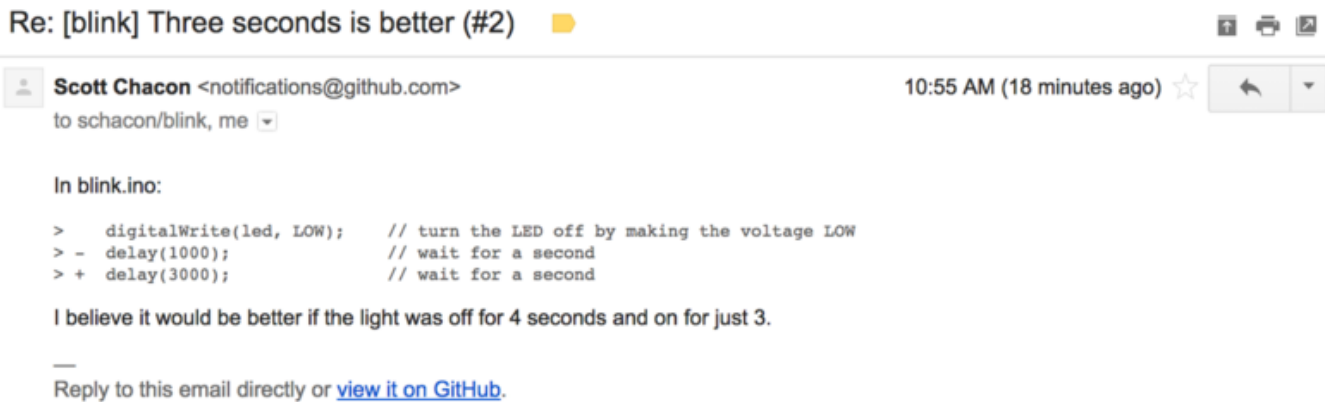 Re: [blink] Three seconds is better (#2)
Scott Chacon <notifications@github.com>
10:55 AM (18 minutes ago)
to schacon/blink, me
In blink.ino:
>     digitalWrite(led, LOW);    // turn the LED off by making the voltage LOW
> -   delay(1000);               // wait for a second
> +   delay(3000);               // wait for a second
I believe it would be better if the light was off for 4 seconds and on for just 3.
—
Reply to this email directly or view it on GitHub.